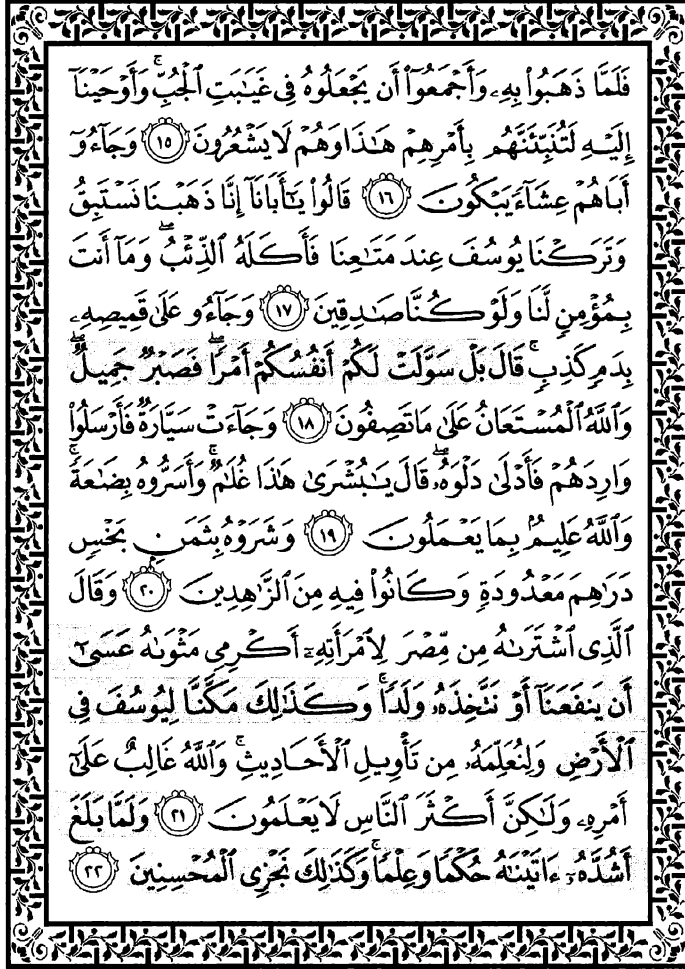 فَلَمَّا ذَهَبُوا۟ بِهِۦ وَأَجْمَعُوٓا۟ أَن يَجْعَلُوهُ فِى غَيَـٰبَتِ ٱلْجُبِّ ۚ وَأَوْحَيْنَآ
إِلَيْهِ لَتُنَبِّئَنَّهُم بِأَمْرِهِمْ هَـٰذَا وَهُمْ لَا يَشْعُرُونَ ١٥ وَجَآءُوٓ
أَبَاهُمْ عِشَآءً يَبْكُونَ ١٦ قَالُوا۟ يَـٰٓأَبَانَآ إِنَّا ذَهَبْنَا نَسْتَبِقُ
وَتَرَكْنَا يُوسُفَ عِندَ مَتَـٰعِنَا فَأَكَلَهُ ٱلذِّئْبُ ۖ وَمَآ أَنتَ
بِمُؤْمِنٍ لَّنَا وَلَوْ كُنَّا صَـٰدِقِينَ ١٧ وَجَآءُو عَلَىٰ قَمِيصِهِۦ
بِدَمٍ كَذِبٍ ۚ قَالَ بَلْ سَوَّلَتْ لَكُمْ أَنفُسُكُمْ أَمْرًا ۖ فَصَبْرٌ جَمِيلٌ ۖ
وَٱللَّهُ ٱلْمُسْتَعَانُ عَلَىٰ مَا تَصِفُونَ ١٨ وَجَآءَتْ سَيَّارَةٌ فَأَرْسَلُوا۟
وَارِدَهُمْ فَأَدْلَىٰ دَلْوَهُۥ ۖ قَالَ يَـٰبُشْرَىٰ هَـٰذَا غُلَـٰمٌ ۚ وَأَسَرُّوهُ بِضَـٰعَةً ۚ
وَٱللَّهُ عَلِيمٌۢ بِمَا يَعْمَلُونَ ١٩ وَشَرَوْهُ بِثَمَنٍۭ بَخْسٍ
دَرَٰهِمَ مَعْدُودَةٍ وَكَانُوا۟ فِيهِ مِنَ ٱلزَّٰهِدِينَ ٢٠ وَقَالَ
ٱلَّذِى ٱشْتَرَىٰهُ مِن مِّصْرَ لِٱمْرَأَتِهِۦٓ أَكْرِمِى مَثْوَىٰهُ عَسَىٰٓ
أَن يَنفَعَنَآ أَوْ نَتَّخِذَهُۥ وَلَدًا ۚ وَكَذَٰلِكَ مَكَّنَّا لِيُوسُفَ فِى
ٱلْأَرْضِ وَلِنُعَلِّمَهُۥ مِن تَأْوِيلِ ٱلْأَحَادِيثِ ۚ وَٱللَّهُ غَالِبٌ عَلَىٰٓ
أَمْرِهِۦ وَلَـٰكِنَّ أَكْثَرَ ٱلنَّاسِ لَا يَعْلَمُونَ ٢١ وَلَمَّا بَلَغَ
أَشُدَّهُۥٓ ءَاتَيْنَـٰهُ حُكْمًا وَعِلْمًا ۚ وَكَذَٰلِكَ نَجْزِى ٱلْمُحْسِنِينَ ٢٢